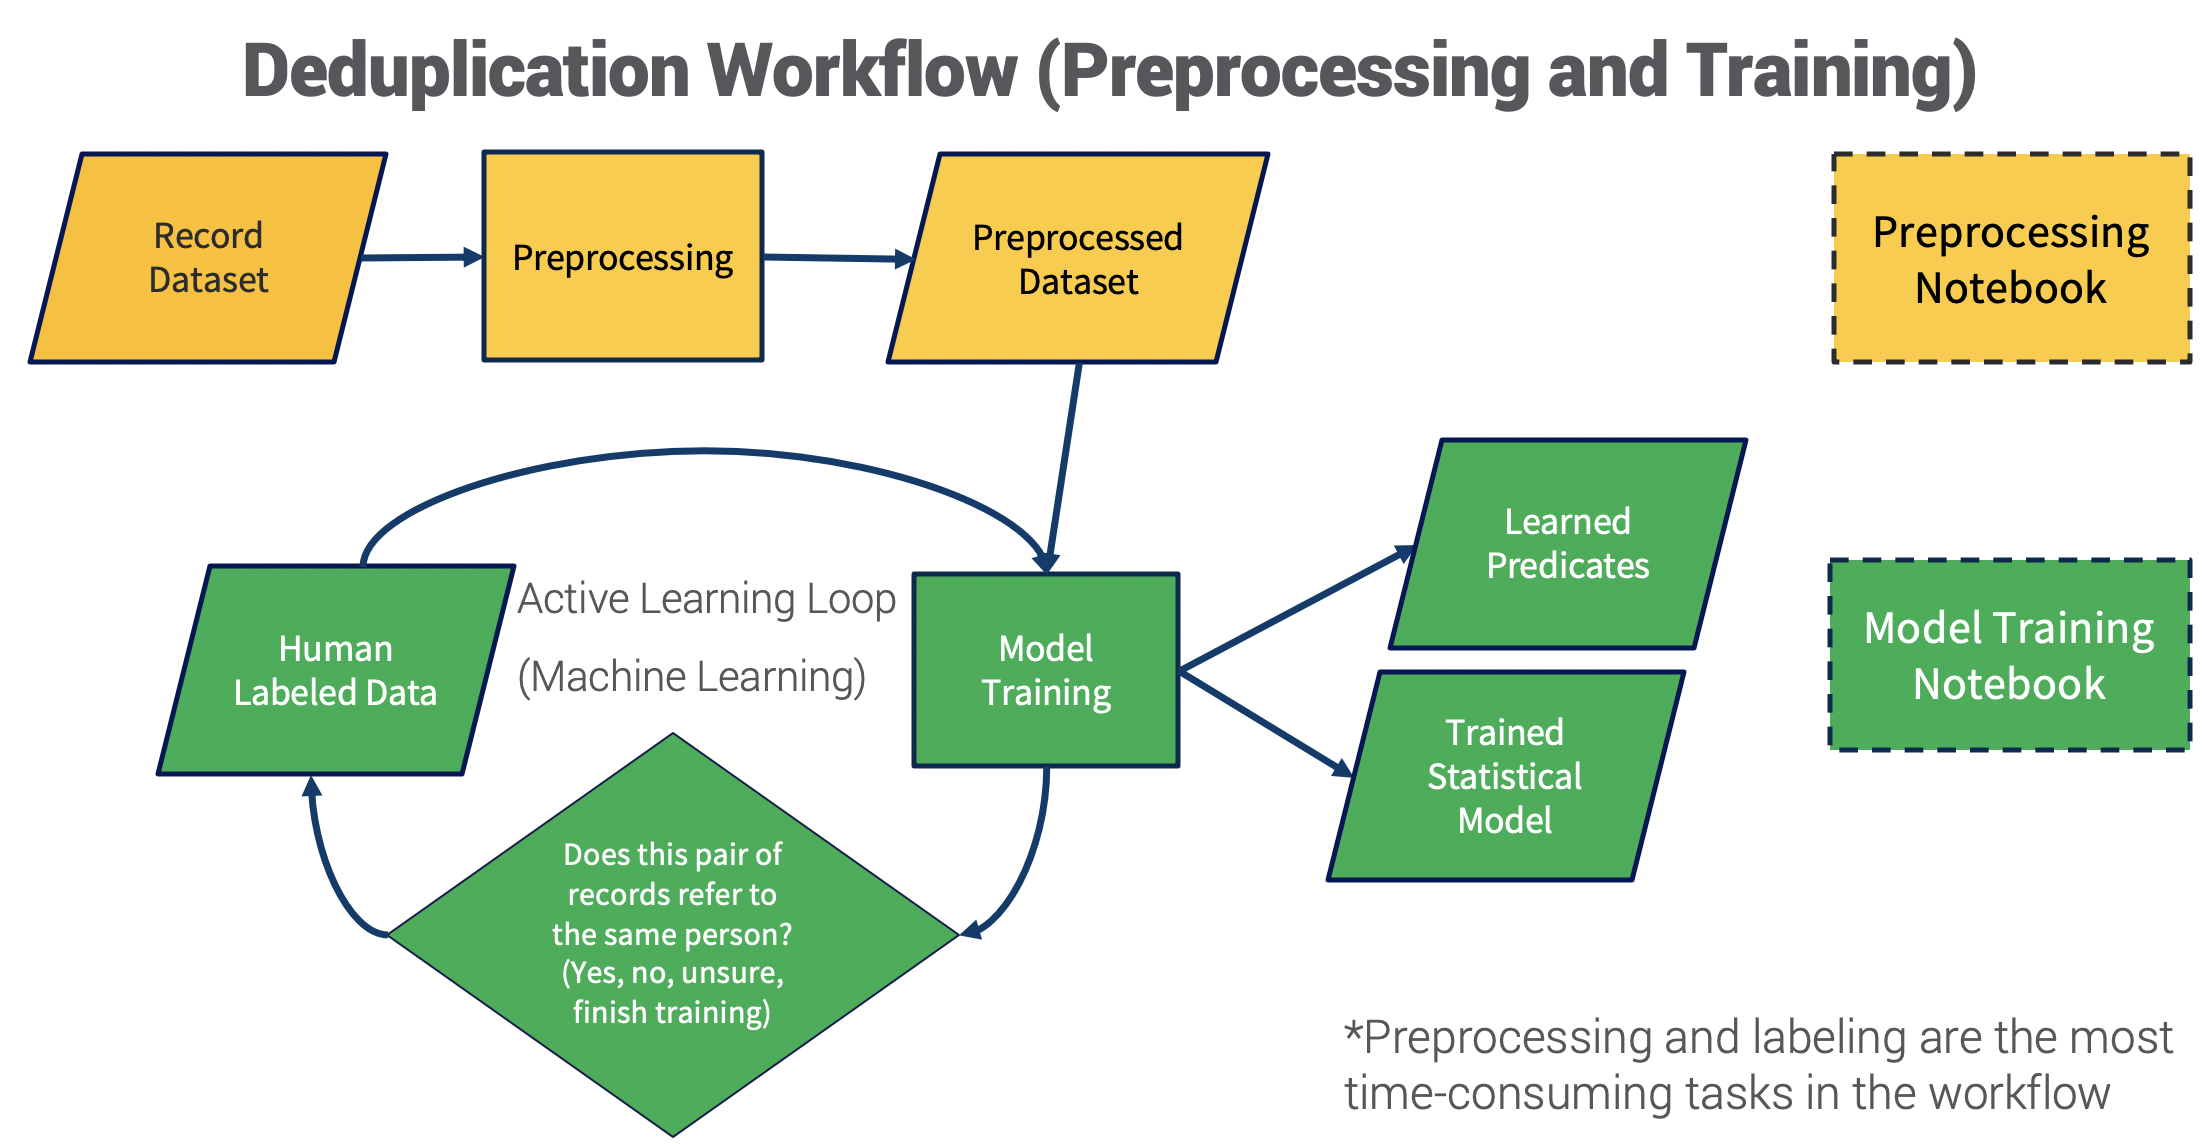 Deduplication Workflow (Preprocessing and Training)
Record
Dataset
Preprocessing
Preprocessed
Dataset
Preprocessing
Notebook
Human
Labeled Data
Active Learning Loop
(Machine Learning)
Model
Training
Learned
Predicates
Trained
Statistical
Model
Model Training
Notebook
Does this pair of
records refer to
the same person?
(Yes, no, unsure,
finish training)
*Preprocessing and labeling are the most
time-consuming tasks in the workflow